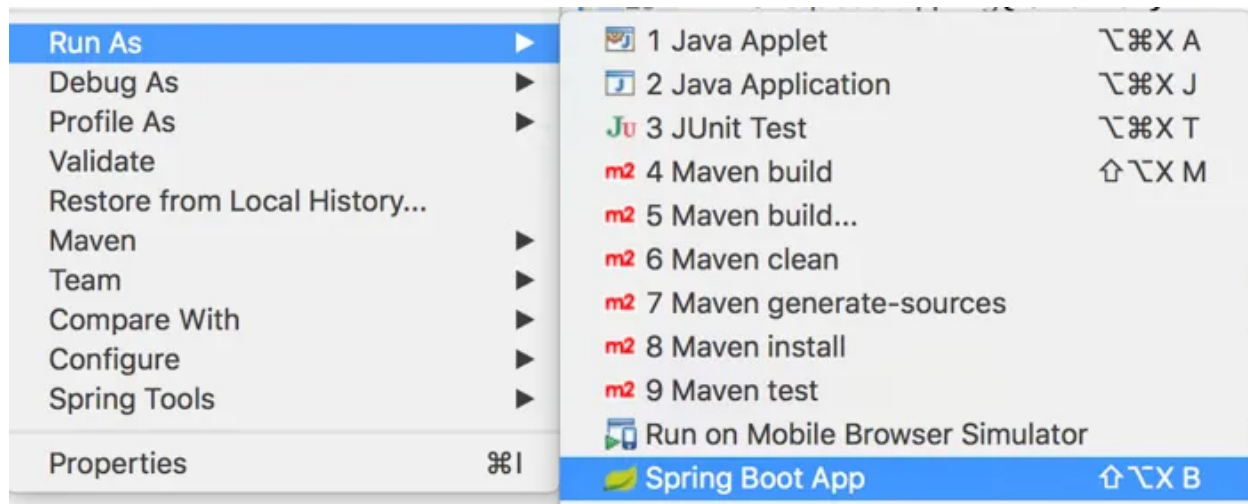 Run As
Debug As
Profile As
Validate
Restore from Local History...
Maven
Team
Compare With
Configure
Spring Tools
Properties ⌘I
1 Java Applet ⌥⌘X A
2 Java Application ⌥⌘X J
Ju 3 JUnit Test ⌥⌘X T
m2 4 Maven build ⇧⌥X M
m2 5 Maven build...
m2 6 Maven clean
m2 7 Maven generate-sources
m2 8 Maven install
m2 9 Maven test
Run on Mobile Browser Simulator
Spring Boot App ⇧⌥X B